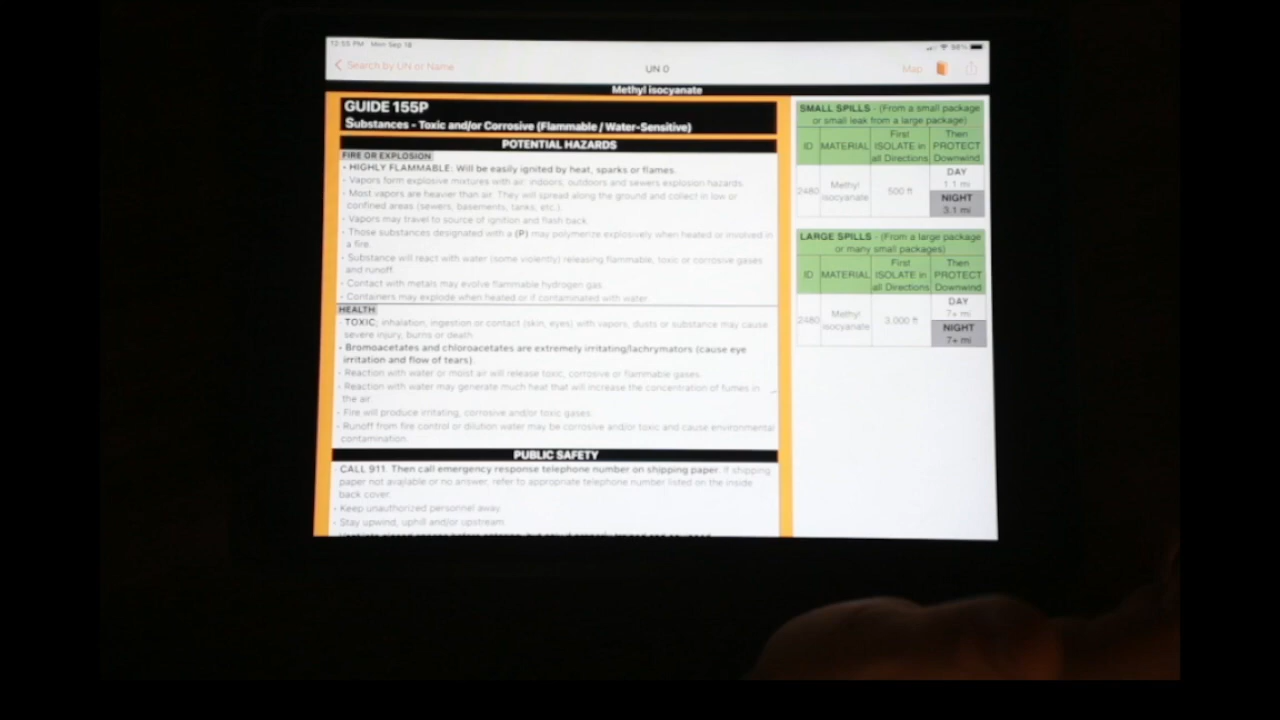 12:55 PM Mon Sep 18
98%
Search by UN or Name
UN 0
Map
Methyl isocyanate
GUIDE 155P
Substances - Toxic and/or Corrosive (Flammable / Water-Sensitive)
POTENTIAL HAZARDS
FIRE OR EXPLOSION
• HIGHLY FLAMMABLE: Will be easily ignited by heat, sparks or flames.
• Vapors form explosive mixtures with air: indoors, outdoors and sewers explosion hazards.
• Most vapors are heavier than air. They will spread along the ground and collect in low or
confined areas (sewers, basements, tanks, etc.).
• Vapors may travel to source of ignition and flash back.
• Those substances designated with a (P) may polymerize explosively when heated or involved in
a fire.
• Substance will react with water (some violently) releasing flammable, toxic or corrosive gases
and runoff.
• Contact with metals may evolve flammable hydrogen gas.
• Containers may explode when heated or if contaminated with water.
HEALTH
• TOXIC; inhalation, ingestion or contact (skin, eyes) with vapors, dusts or substance may cause
severe injury, burns or death.
• Bromoacetates and chloroacetates are extremely irritating/lachrymators (cause eye
irritation and flow of tears).
• Reaction with water or moist air will release toxic, corrosive or flammable gases.
• Reaction with water may generate much heat that will increase the concentration of fumes in
the air.
• Fire will produce irritating, corrosive and/or toxic gases.
• Runoff from fire control or dilution water may be corrosive and/or toxic and cause environmental
contamination.
PUBLIC SAFETY
• CALL 911. Then call emergency response telephone number on shipping paper. If shipping
paper not available or no answer, refer to appropriate telephone number listed on the inside
back cover.
• Keep unauthorized personnel away.
• Stay upwind, uphill and/or upstream.
SMALL SPILLS - (From a small package
or small leak from a large package)
ID MATERIAL First ISOLATE in all Directions Then PROTECT Downwind
2480 Methyl isocyanate 500 ft DAY 1.1 mi NIGHT 3.1 mi
LARGE SPILLS - (From a large package
or many small packages)
ID MATERIAL First ISOLATE in all Directions Then PROTECT Downwind
2480 Methyl isocyanate 3,000 ft DAY 7+ mi NIGHT 7+ mi